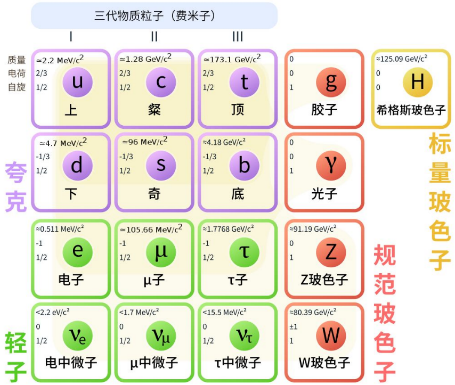 三代物质粒子（费米子）
I II III
质量 ≃2.2 MeV/c² ≃1.28 GeV/c² ≃173.1 GeV/c² 0 ≈125.09 GeV/c²
电荷 2/3 2/3 2/3 0 0
自旋 1/2 1/2 1/2 1 0
u c t g H
上 粲 顶 胶子 希格斯玻色子
≃4.7 MeV/c² ≃96 MeV/c² ≃4.18 GeV/c² 0
-1/3 -1/3 -1/3 0
1/2 1/2 1/2 1
d s b γ
下 奇 底 光子
夸克
标量玻色子
≈0.511 MeV/c² ≃105.66 MeV/c² ≈1.7768 GeV/c² ≈91.19 GeV/c²
-1 -1 -1 0
1/2 1/2 1/2 1
e μ τ Z
电子 μ子 τ子 Z玻色子
<2.2 eV/c² <1.7 MeV/c² <15.5 MeV/c² ≈80.39 GeV/c²
0 0 0 ±1
1/2 1/2 1/2 1
νe νμ ντ W
电中微子 μ中微子 τ中微子 W玻色子
轻子
规范玻色子